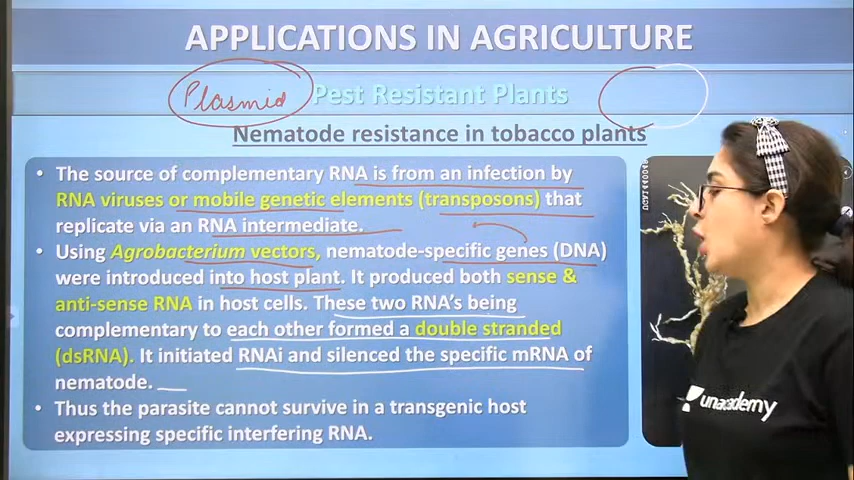 APPLICATIONS IN AGRICULTURE
Plasmid Pest Resistant Plants
Nematode resistance in tobacco plants
• The source of complementary RNA is from an infection by
RNA viruses or mobile genetic elements (transposons) that
replicate via an RNA intermediate.
• Using Agrobacterium vectors, nematode-specific genes (DNA)
were introduced into host plant. It produced both sense &
anti-sense RNA in host cells. These two RNA's being
complementary to each other formed a double stranded
(dsRNA). It initiated RNAi and silenced the specific mRNA of
nematode.
• Thus the parasite cannot survive in a transgenic host
expressing specific interfering RNA.
unacademy